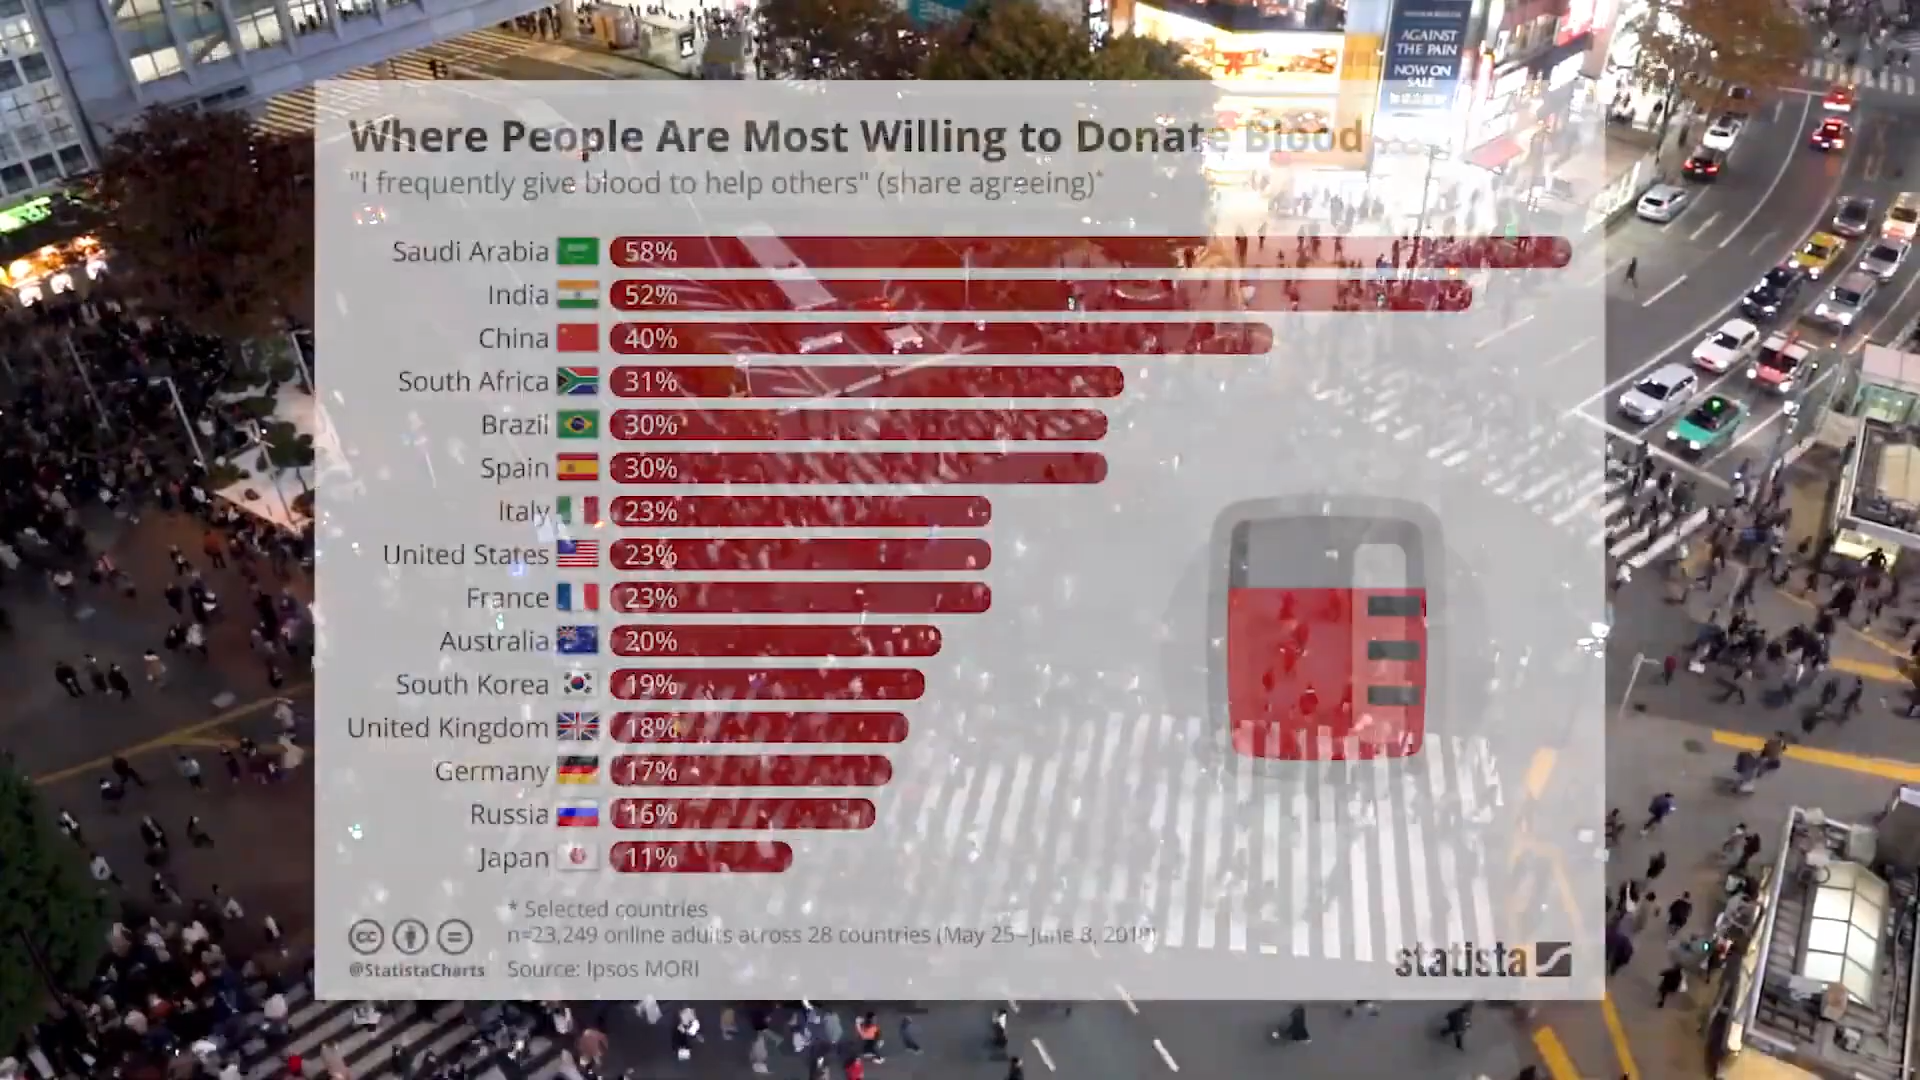 AGAINST
THE PAIN
NOW ON
SALE
Where People Are Most Willing to Donate Blood
"I frequently give blood to help others" (share agreeing)*
Saudi Arabia 58%
India 52%
China 40%
South Africa 31%
Brazil 30%
Spain 30%
Italy 23%
United States 23%
France 23%
Australia 20%
South Korea 19%
United Kingdom 18%
Germany 17%
Russia 16%
Japan 11%
* Selected countries
n=23,249 online adults across 28 countries (May 25–June 8,
@StatistaCharts Source: Ipsos MORI
statista